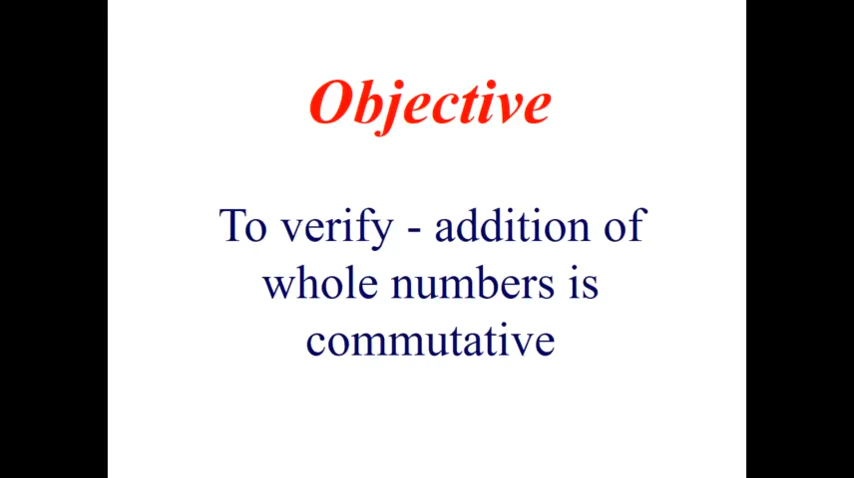 Objective
To verify - addition of
whole numbers is
commutative